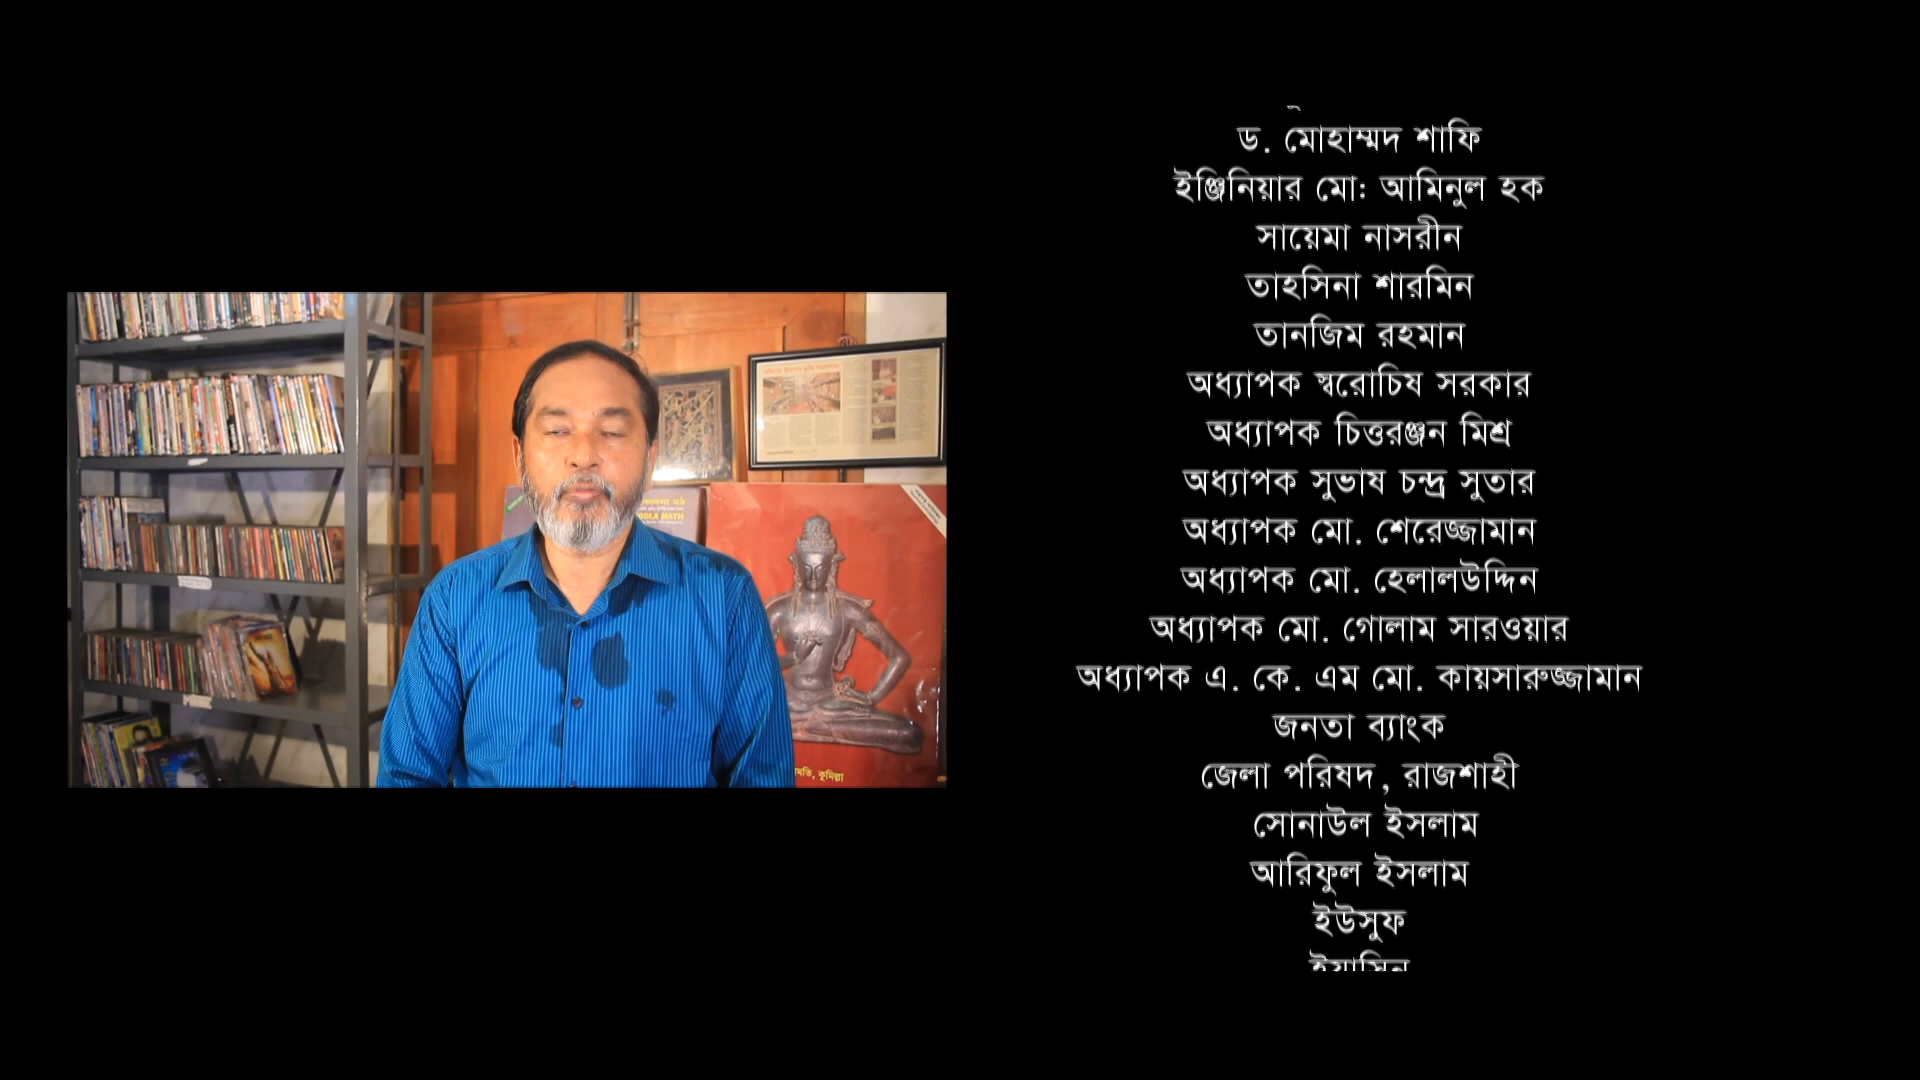 ড. মোহাম্মদ শাফি
ইঞ্জিনিয়ার মো: আমিনুল হক
সায়েমা নাসরীন
তাহসিনা শারমিন
তানজিম রহমান
অধ্যাপক স্বরোচিষ সরকার
অধ্যাপক চিত্তরঞ্জন মিশ্র
অধ্যাপক সুভাষ চন্দ্র সুতার
অধ্যাপক মো. শেরেজ্জামান
অধ্যাপক মো. হেলালউদ্দিন
অধ্যাপক মো. গোলাম সারওয়ার
অধ্যাপক এ. কে. এম মো. কায়সারুজ্জামান
জনতা ব্যাংক
জেলা পরিষদ, রাজশাহী
সোনাউল ইসলাম
আরিফুল ইসলাম
ইউসুফ
ইয়ামিন
MATH
কুমিল্লা